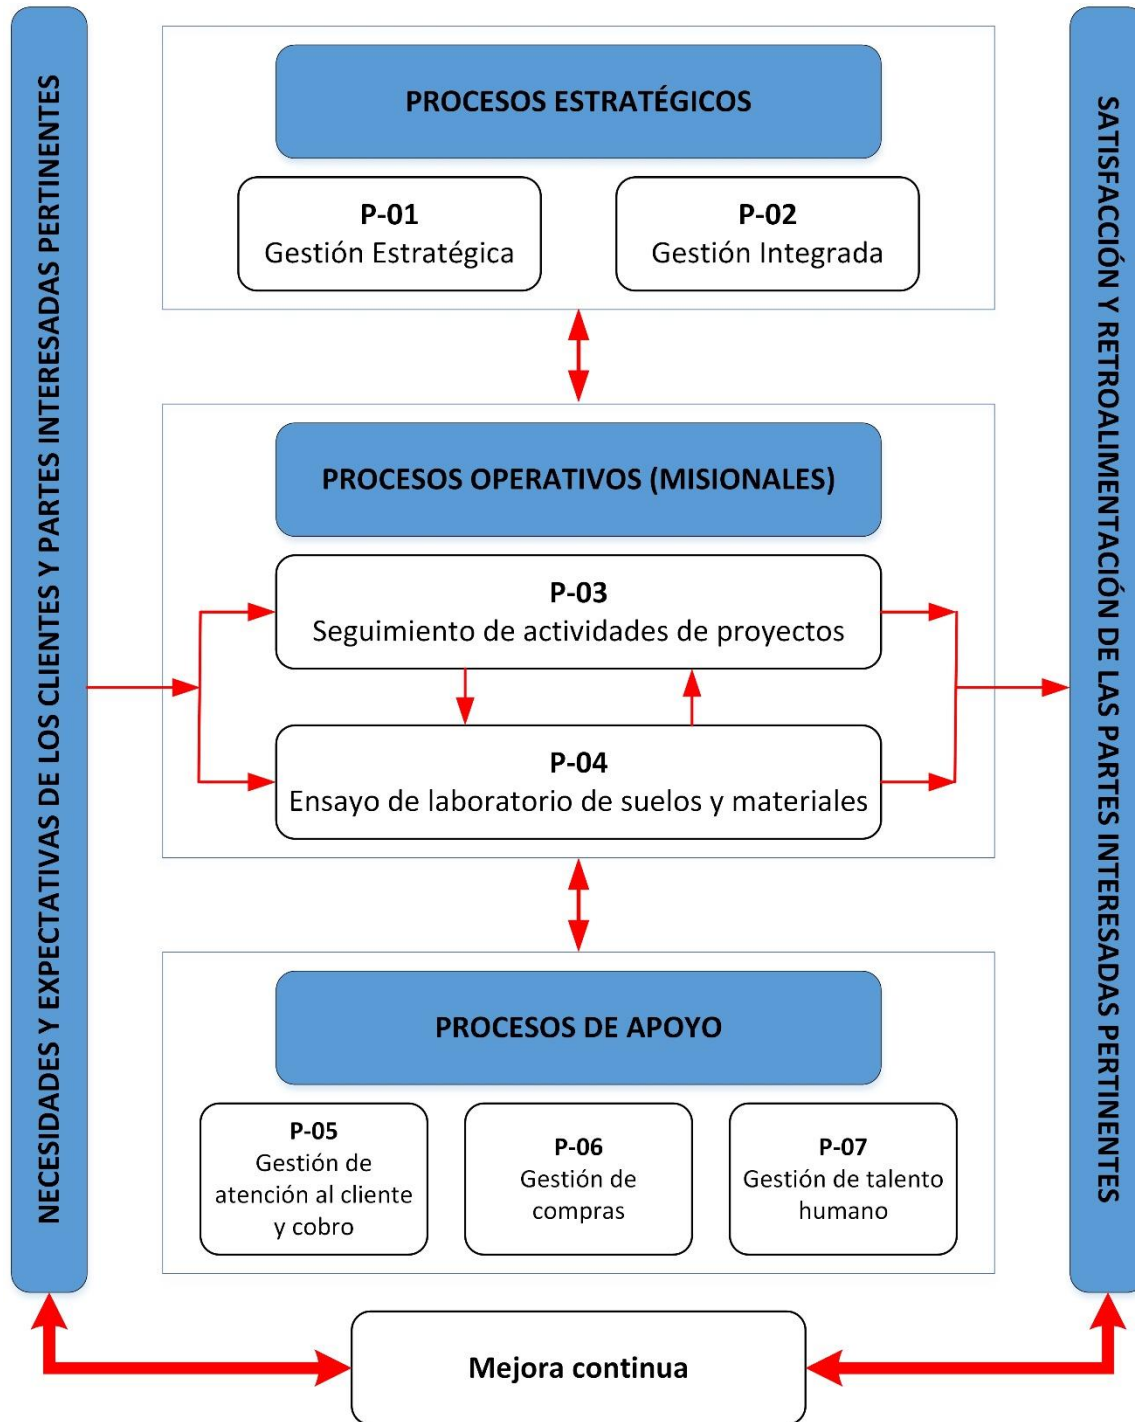 NECESIDADES Y EXPECTATIVAS DE LOS CLIENTES Y PARTES INTERESADAS PERTINENTES
PROCESOS ESTRATÉGICOS
P-01
Gestión Estratégica
P-02
Gestión Integrada
PROCESOS OPERATIVOS (MISIONALES)
P-03
Seguimiento de actividades de proyectos
P-04
Ensayo de laboratorio de suelos y materiales
PROCESOS DE APOYO
P-05
Gestión de
atención al cliente
y cobro
P-06
Gestión de
compras
P-07
Gestión de talento
humano
Mejora continua
SATISFACCIÓN Y RETROALIMENTACIÓN DE LAS PARTES INTERESADAS PERTINENTES